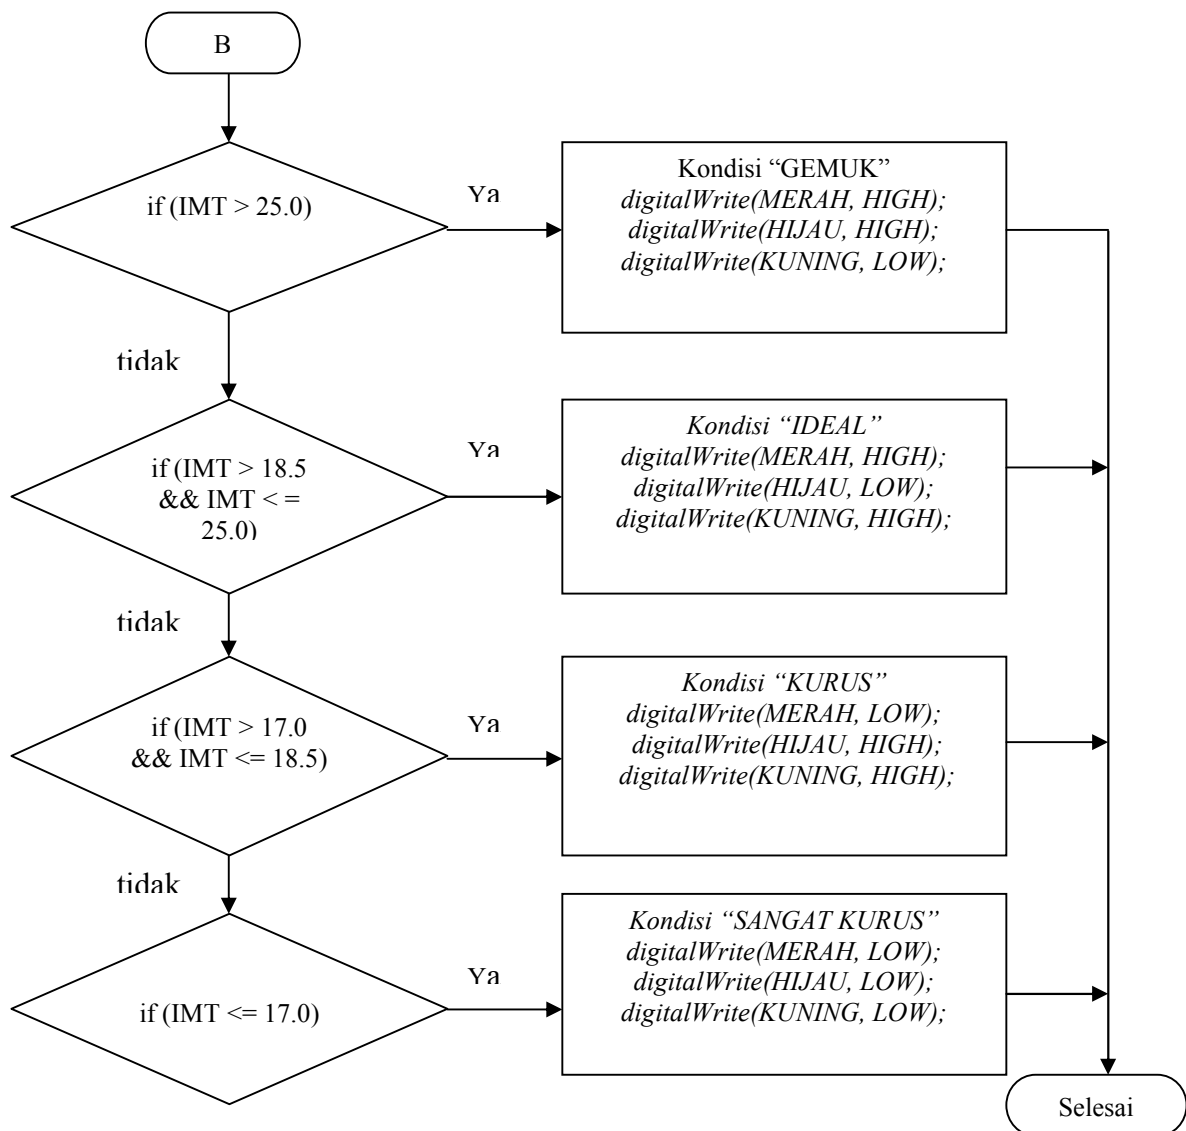 B
if (IMT > 25.0)
Ya
Kondisi “GEMUK”
digitalWrite(MERAH, HIGH);
digitalWrite(HIJAU, HIGH);
digitalWrite(KUNING, LOW);
tidak
if (IMT > 18.5
&& IMT < =
25.0)
Ya
Kondisi “IDEAL”
digitalWrite(MERAH, HIGH);
digitalWrite(HIJAU, LOW);
digitalWrite(KUNING, HIGH);
tidak
if (IMT > 17.0
&& IMT <= 18.5)
Ya
Kondisi “KURUS”
digitalWrite(MERAH, LOW);
digitalWrite(HIJAU, HIGH);
digitalWrite(KUNING, HIGH);
tidak
if (IMT <= 17.0)
Ya
Kondisi “SANGAT KURUS”
digitalWrite(MERAH, LOW);
digitalWrite(HIJAU, LOW);
digitalWrite(KUNING, LOW);
Selesai